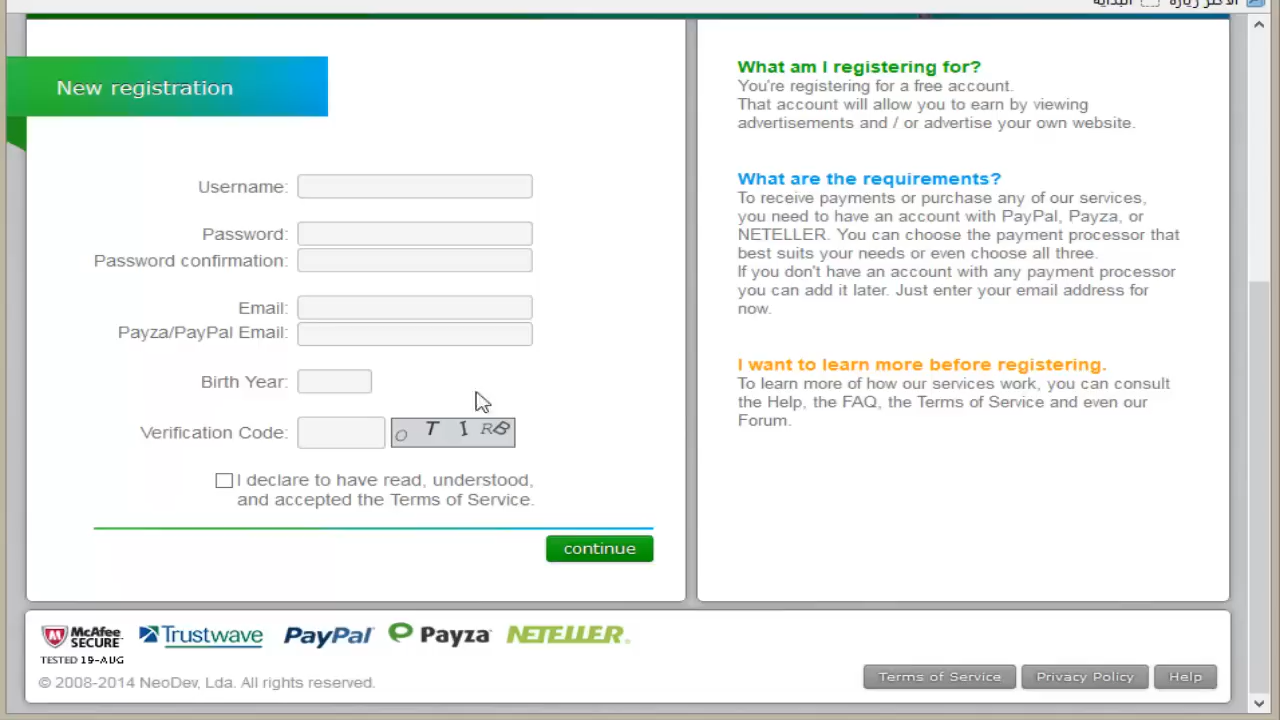 الأكثر زيارة البداية
New registration
Username:
Password:
Password confirmation:
Email:
Payza/PayPal Email:
Birth Year:
Verification Code:
O T I R B
I declare to have read, understood,
and accepted the Terms of Service.
continue
What am I registering for?
You're registering for a free account.
That account will allow you to earn by viewing
advertisements and / or advertise your own website.
What are the requirements?
To receive payments or purchase any of our services,
you need to have an account with PayPal, Payza, or
NETELLER. You can choose the payment processor that
best suits your needs or even choose all three.
If you don't have an account with any payment processor
you can add it later. Just enter your email address for
now.
I want to learn more before registering.
To learn more of how our services work, you can consult
the Help, the FAQ, the Terms of Service and even our
Forum.
McAfee SECURE Trustwave PayPal Payza NETELLER
TESTED 19-AUG
© 2008-2014 NeoDev, Lda. All rights reserved.
Terms of Service Privacy Policy Help